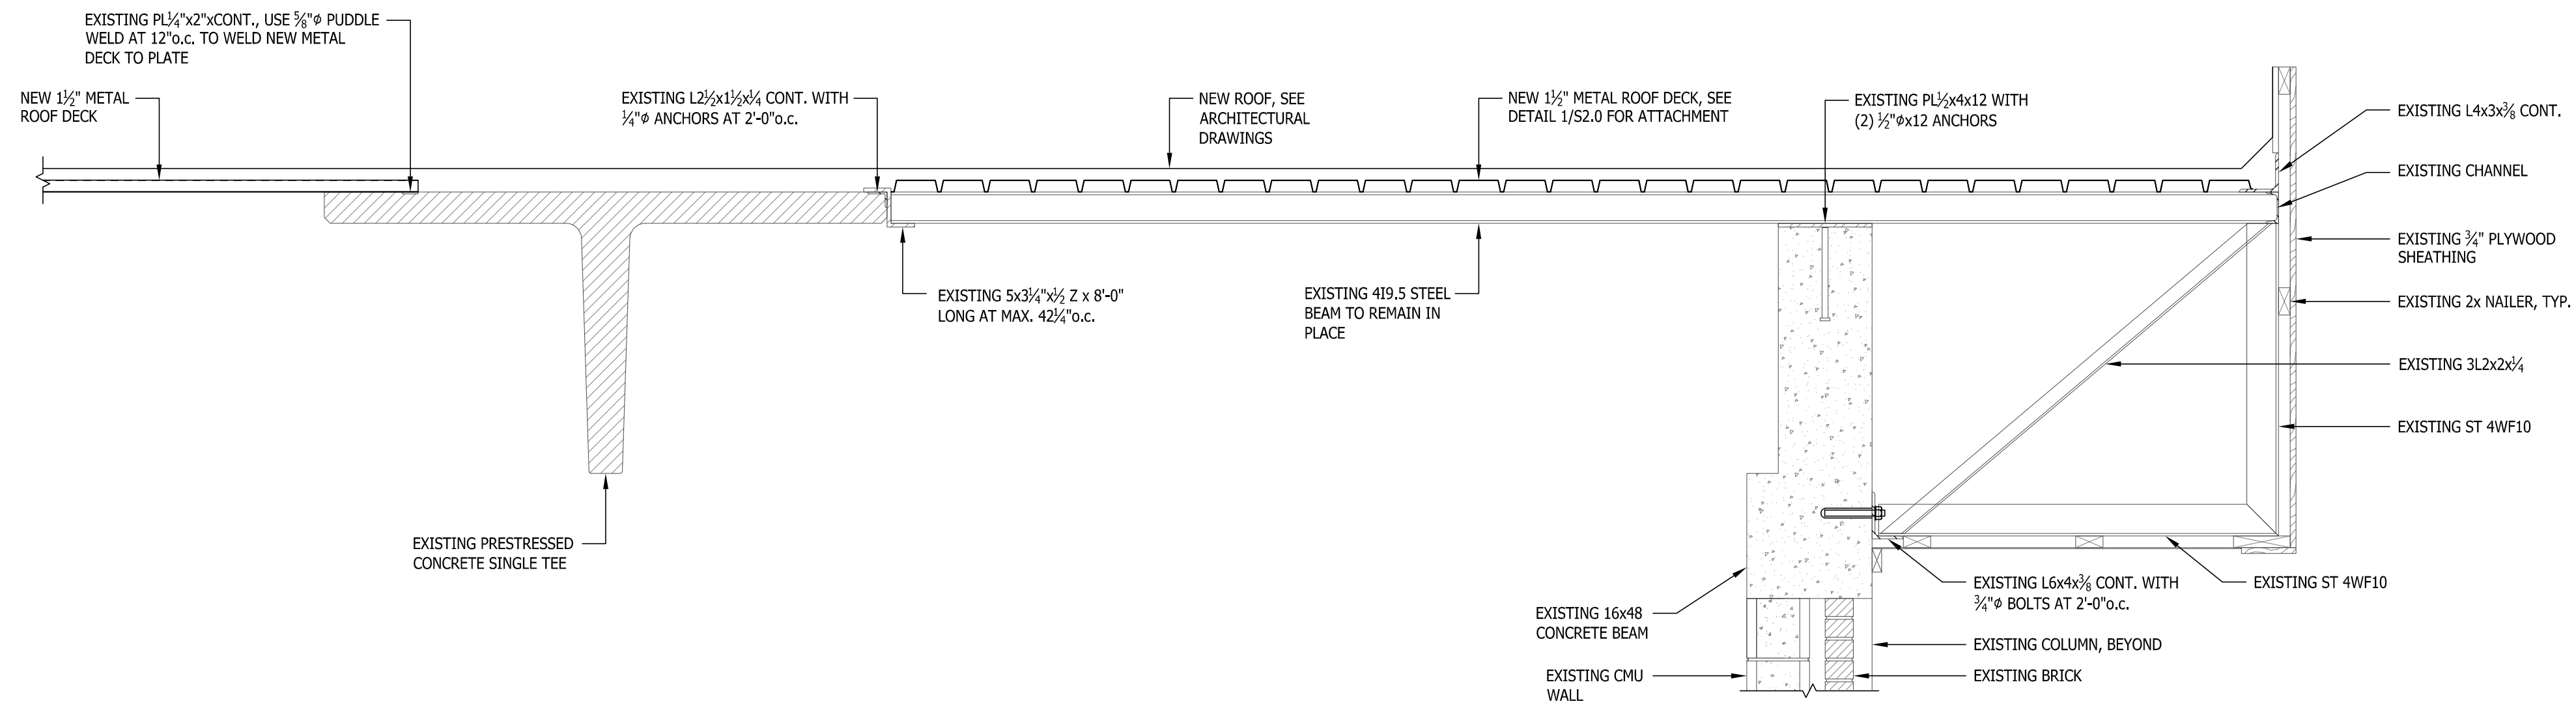 EXISTING PL¼"x2"xCONT., USE ⅝"ø PUDDLE
WELD AT 12"o.c. TO WELD NEW METAL
DECK TO PLATE
NEW 1½" METAL
ROOF DECK
EXISTING L2½x1½x¼ CONT. WITH
¼"ø ANCHORS AT 2'-0"o.c.
NEW ROOF, SEE
ARCHITECTURAL
DRAWINGS
NEW 1½" METAL ROOF DECK, SEE
DETAIL 1/S2.0 FOR ATTACHMENT
EXISTING PL½x4x12 WITH
(2) ½"øx12 ANCHORS
EXISTING L4x3x⅜ CONT.
EXISTING CHANNEL
EXISTING ¾" PLYWOOD
SHEATHING
EXISTING 2x NAILER, TYP.
EXISTING 3L2x2x¼
EXISTING ST 4WF10
EXISTING 5x3¼"x½ Z x 8'-0"
LONG AT MAX. 42¼"o.c.
EXISTING 4I9.5 STEEL
BEAM TO REMAIN IN
PLACE
EXISTING PRESTRESSED
CONCRETE SINGLE TEE
EXISTING 16x48
CONCRETE BEAM
EXISTING CMU
WALL
EXISTING L6x4x⅜ CONT. WITH
¾"ø BOLTS AT 2'-0"o.c.
EXISTING ST 4WF10
EXISTING COLUMN, BEYOND
EXISTING BRICK